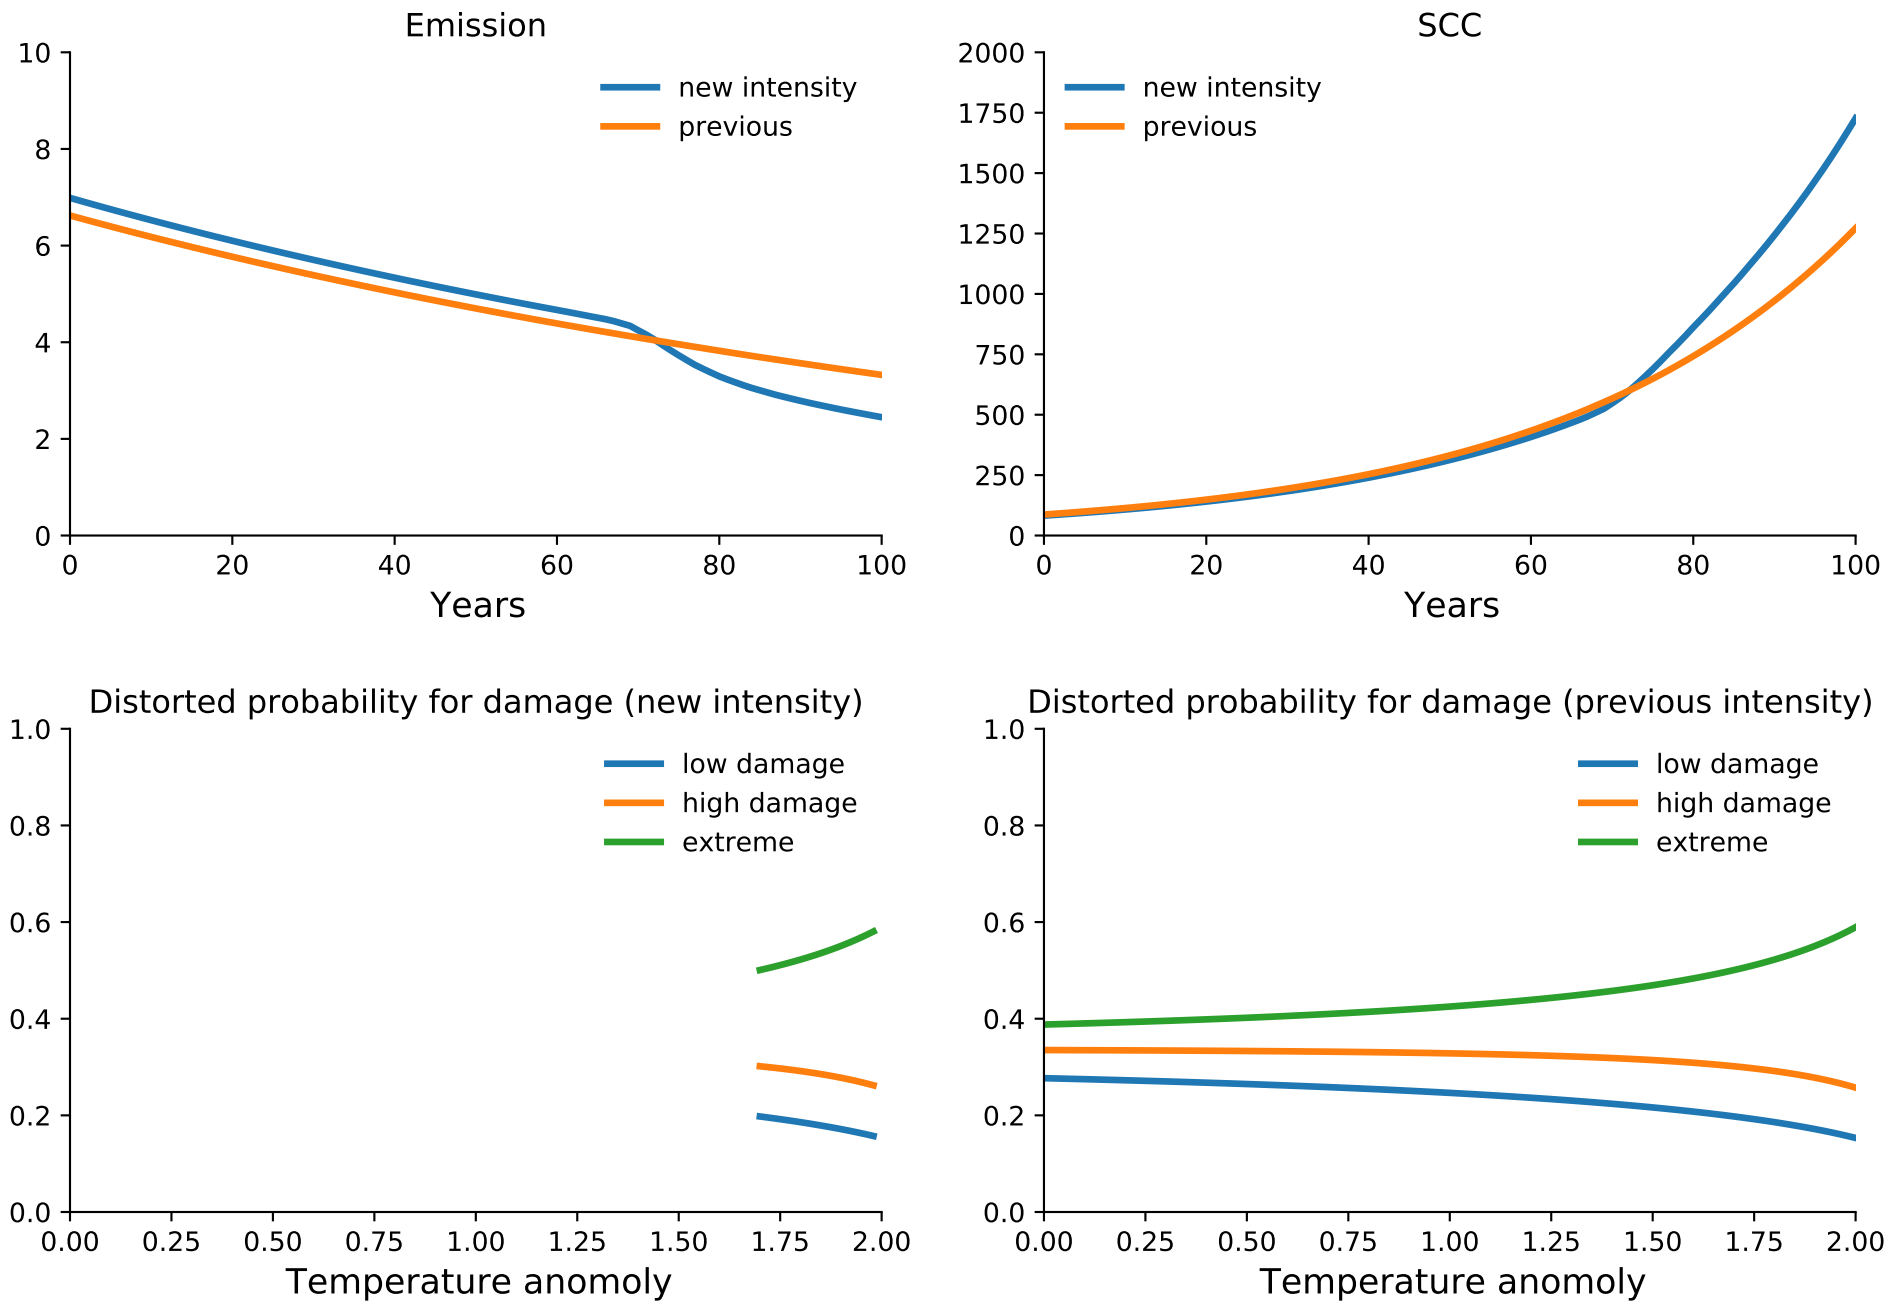 Emission
10
8
6
4
2
0
new intensity
previous
0 20 40 60 80 100
Years
SCC
2000
1750
1500
1250
1000
750
500
250
0
new intensity
previous
0 20 40 60 80 100
Years
Distorted probability for damage (new intensity)
1.0
0.8
0.6
0.4
0.2
0.0
low damage
high damage
extreme
0.00 0.25 0.50 0.75 1.00 1.25 1.50 1.75 2.00
Temperature anomoly
Distorted probability for damage (previous intensity)
1.0
0.8
0.6
0.4
0.2
0.0
low damage
high damage
extreme
0.00 0.25 0.50 0.75 1.00 1.25 1.50 1.75 2.00
Temperature anomoly